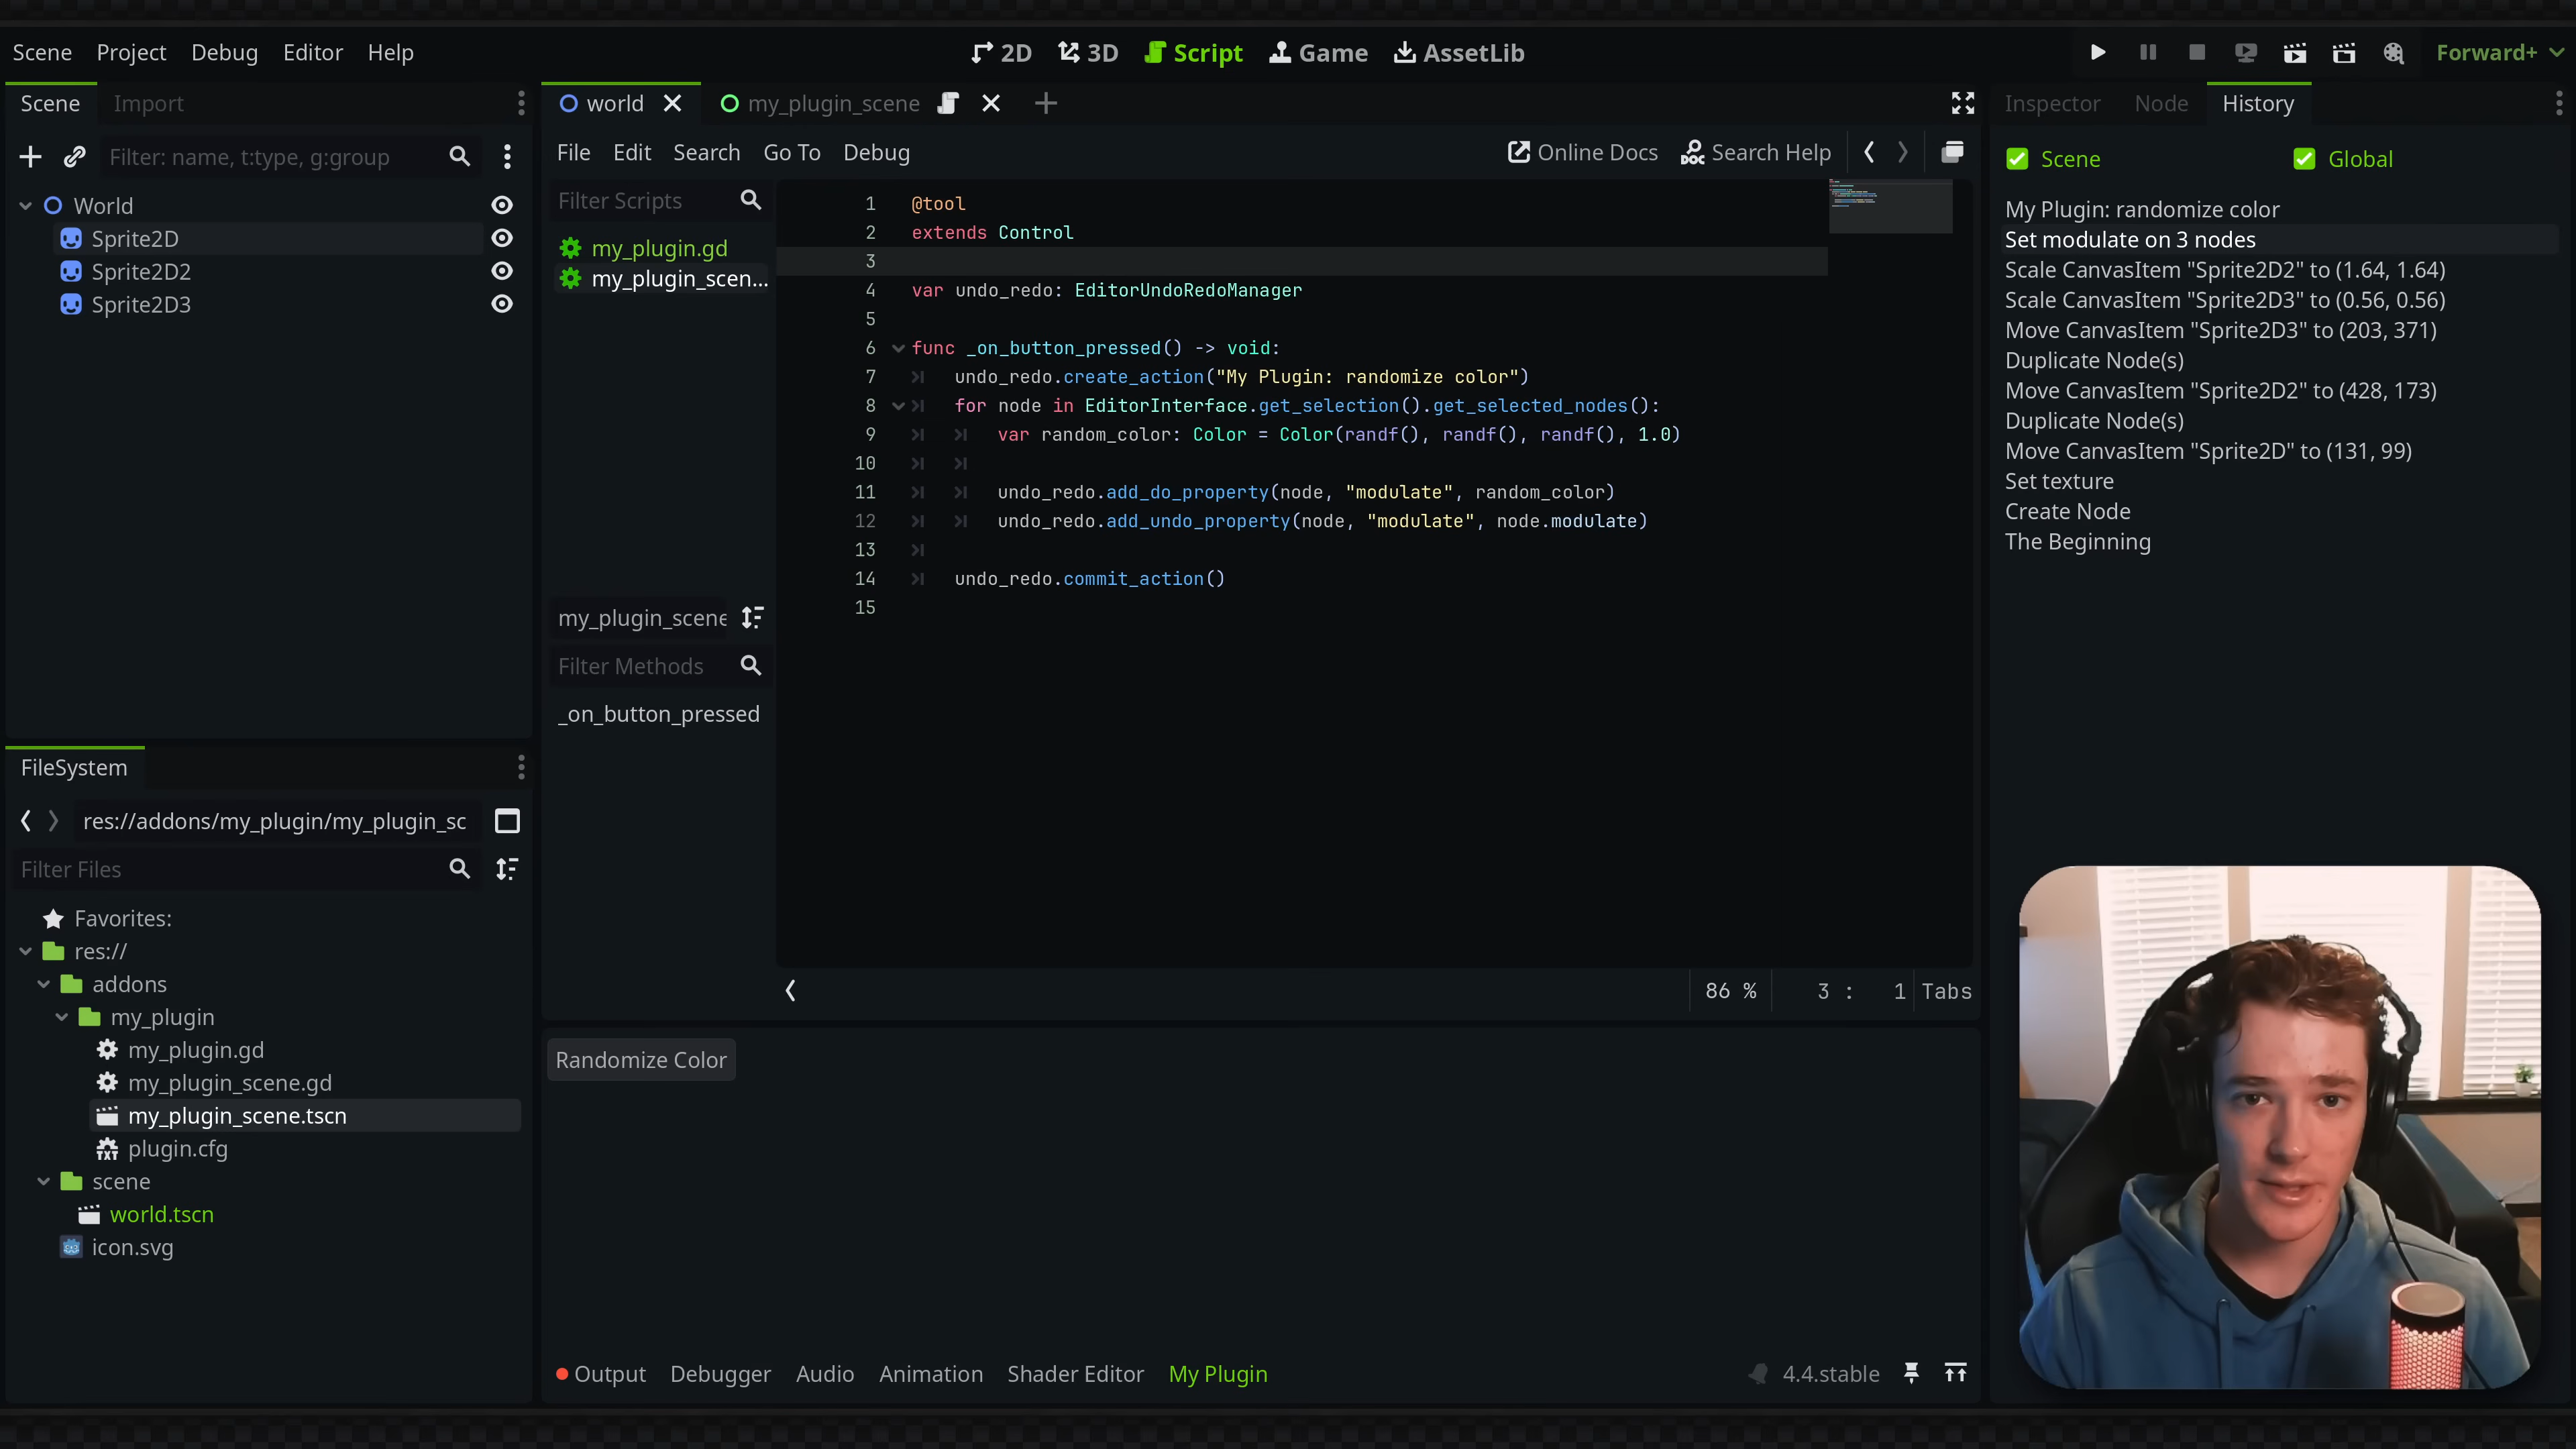 Scene Project Debug Editor Help
2D 3D Script Game AssetLib
Forward+
Scene Import
Filter: name, t:type, g:group
World
Sprite2D
Sprite2D2
Sprite2D3
world my_plugin_scene
File Edit Search Go To Debug
Online Docs Search Help
Filter Scripts
my_plugin.gd
my_plugin_scen...
my_plugin_scene
Filter Methods
_on_button_pressed
1 @tool
2 extends Control
3
4 var undo_redo: EditorUndoRedoManager
5
6 func _on_button_pressed() -> void:
7 undo_redo.create_action("My Plugin: randomize color")
8 for node in EditorInterface.get_selection().get_selected_nodes():
9 var random_color: Color = Color(randf(), randf(), randf(), 1.0)
10
11 undo_redo.add_do_property(node, "modulate", random_color)
12 undo_redo.add_undo_property(node, "modulate", node.modulate)
13
14 undo_redo.commit_action()
15
86 % 3 : 1 Tabs
Randomize Color
Output Debugger Audio Animation Shader Editor My Plugin
4.4.stable
Inspector Node History
Scene Global
My Plugin: randomize color
Set modulate on 3 nodes
Scale CanvasItem "Sprite2D2" to (1.64, 1.64)
Scale CanvasItem "Sprite2D3" to (0.56, 0.56)
Move CanvasItem "Sprite2D3" to (203, 371)
Duplicate Node(s)
Move CanvasItem "Sprite2D2" to (428, 173)
Duplicate Node(s)
Move CanvasItem "Sprite2D" to (131, 99)
Set texture
Create Node
The Beginning
FileSystem
res://addons/my_plugin/my_plugin_sc
Filter Files
Favorites:
res://
addons
my_plugin
my_plugin.gd
my_plugin_scene.gd
my_plugin_scene.tscn
plugin.cfg
scene
world.tscn
icon.svg